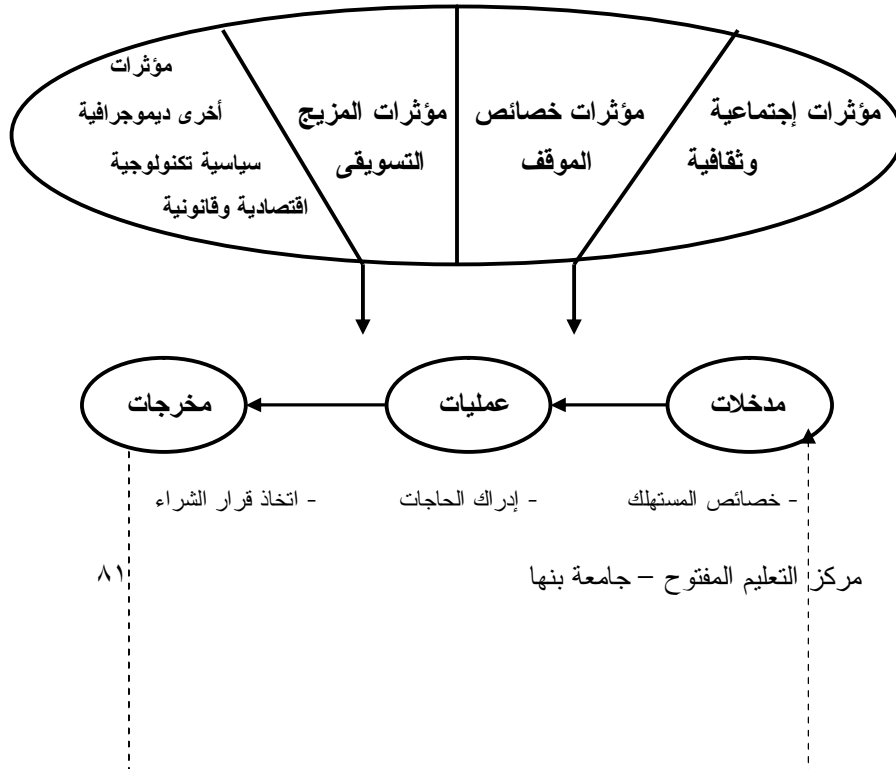 مؤثرات إجتماعية
وثقافية
مؤثرات خصائص
الموقف
مؤثرات المزيج
التسويقى
مؤثرات
أخرى ديموجرافية
سياسية تكنولوجية
اقتصادية وقانونية
مدخلات
عمليات
مخرجات
- خصائص المستهلك
- إدراك الحاجات
- اتخاذ قرار الشراء
مركز التعليم المفتوح – جامعة بنها
٨١